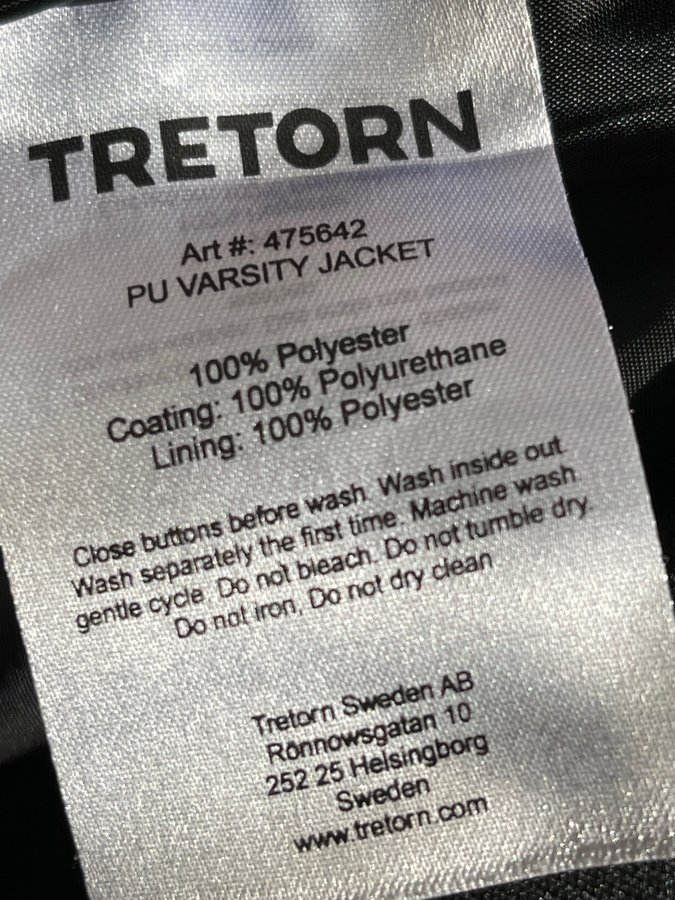 TRETORN
Art #: 475642
PU VARSITY JACKET
100% Polyester
Coating: 100% Polyurethane
Lining: 100% Polyester
Close buttons before wash. Wash inside out.
Wash separately the first time. Machine wash
gentle cycle. Do not bleach. Do not tumble dry.
Do not iron. Do not dry clean
Tretorn Sweden AB
Rönnowsgatan 10
252 25 Helsingborg
Sweden
www.tretorn.com